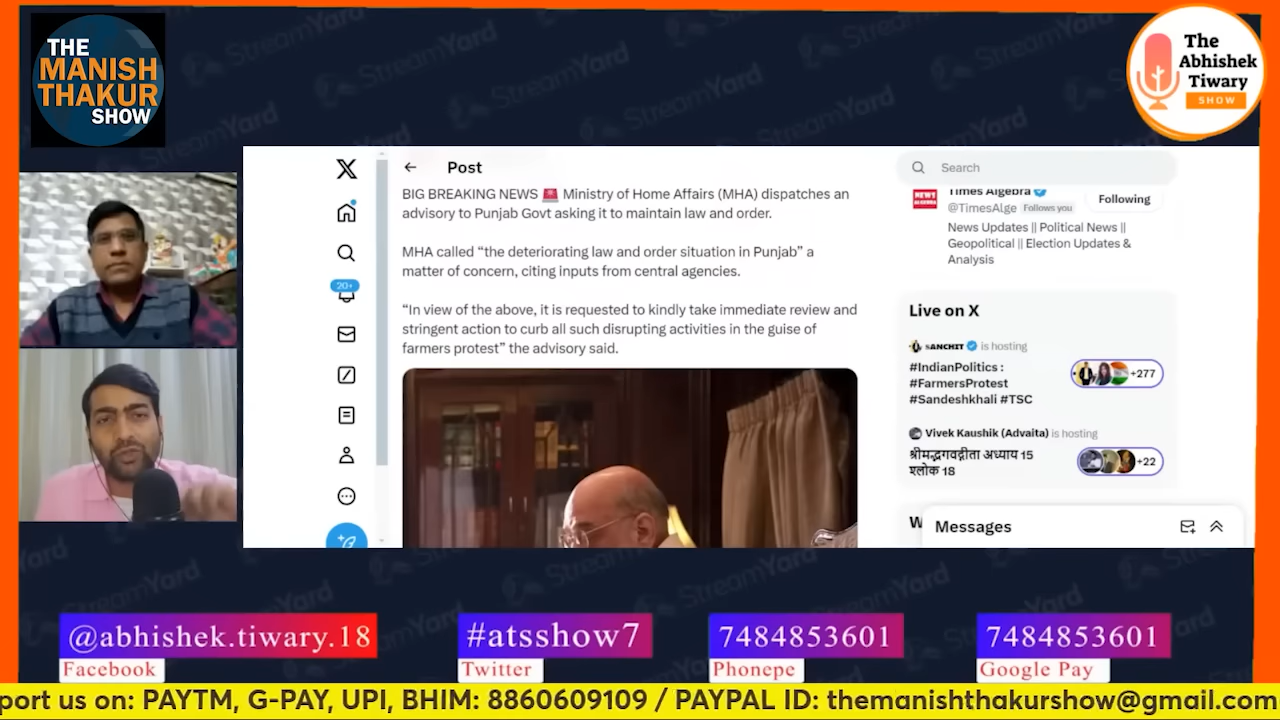 THE
MANISH
THAKUR
SHOW
The
Abhishek
Tiwary
SHOW
StreamYard
Post
BIG BREAKING NEWS 🚨 Ministry of Home Affairs (MHA) dispatches an
advisory to Punjab Govt asking it to maintain law and order.
MHA called “the deteriorating law and order situation in Punjab” a
matter of concern, citing inputs from central agencies.
“In view of the above, it is requested to kindly take immediate review and
stringent action to curb all such disrupting activities in the guise of
farmers protest” the advisory said.
20+
Search
NEWS
ALGEBRA
Times Algebra
@TimesAlge Follows you
Following
News Updates || Political News ||
Geopolitical || Election Updates &
Analysis
Live on X
SANCHIT is hosting
#IndianPolitics :
#FarmersProtest
#Sandeshkhali #TSC
+277
Vivek Kaushik (Advaita) is hosting
श्रीमद्भगवद्गीता अध्याय 15
श्लोक 18
+22
W
Messages
@abhishek.tiwary.18
Facebook
#atsshow7
Twitter
7484853601
Phonepe
7484853601
Google Pay
port us on: PAYTM, G-PAY, UPI, BHIM: 8860609109 / PAYPAL ID: themanishthakurshow@gmail.com